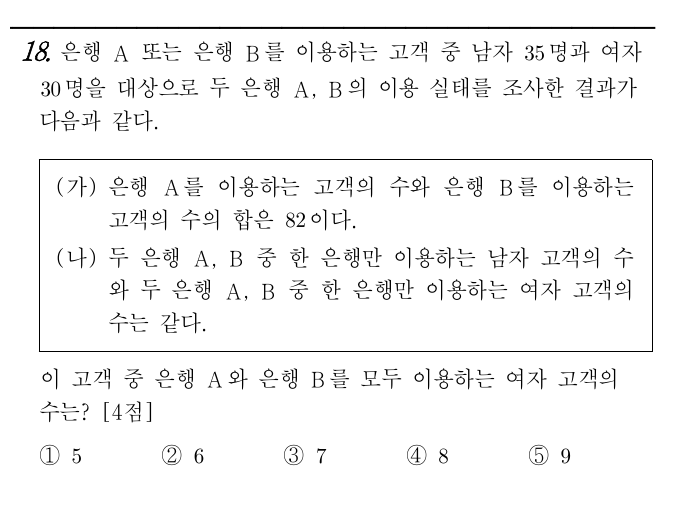 18. 은행 A 또는 은행 B를 이용하는 고객 중 남자 35명과 여자
30명을 대상으로 두 은행 A, B의 이용 실태를 조사한 결과가
다음과 같다.
(가) 은행 A를 이용하는 고객의 수와 은행 B를 이용하는
고객의 수의 합은 82이다.
(나) 두 은행 A, B 중 한 은행만 이용하는 남자 고객의 수
와 두 은행 A, B 중 한 은행만 이용하는 여자 고객의
수는 같다.
이 고객 중 은행 A와 은행 B를 모두 이용하는 여자 고객의
수는? [4점]
① 5 ② 6 ③ 7 ④ 8 ⑤ 9